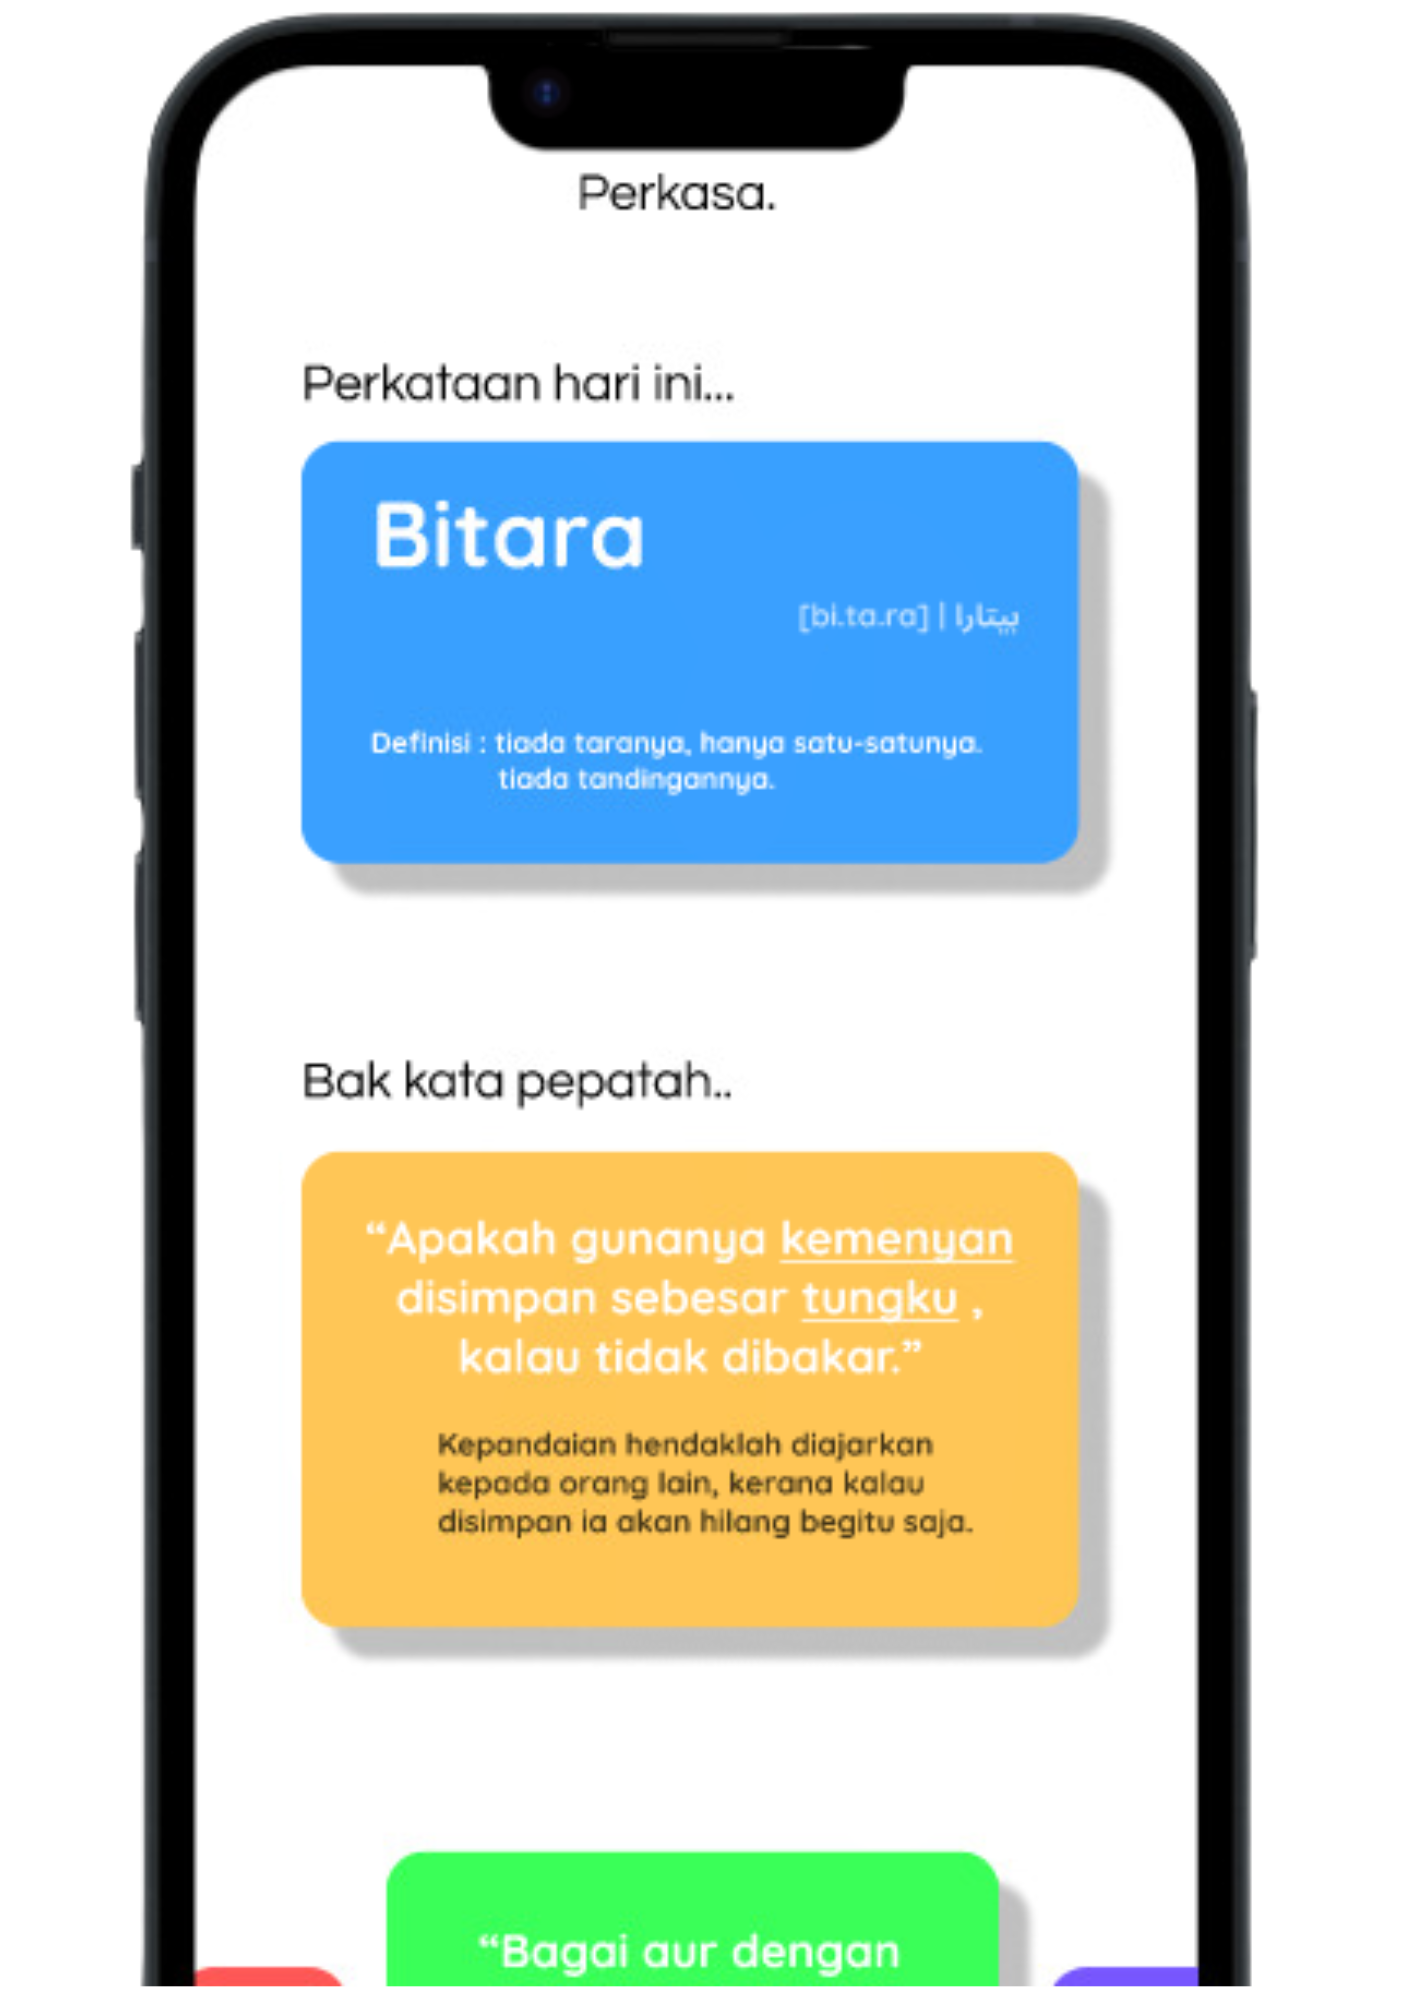 Perkasa.
Perkataan hari ini...
Bitara
[bi.ta.ra] | بيتارا
Definisi : tiada taranya, hanya satu-satunya.
tiada tandingannya.
Bak kata pepatah..
“Apakah gunanya kemenyan
disimpan sebesar tungku ,
kalau tidak dibakar.”
Kepandaian hendaklah diajarkan
kepada orang lain, kerana kalau
disimpan ia akan hilang begitu saja.
“Bagai aur dengan